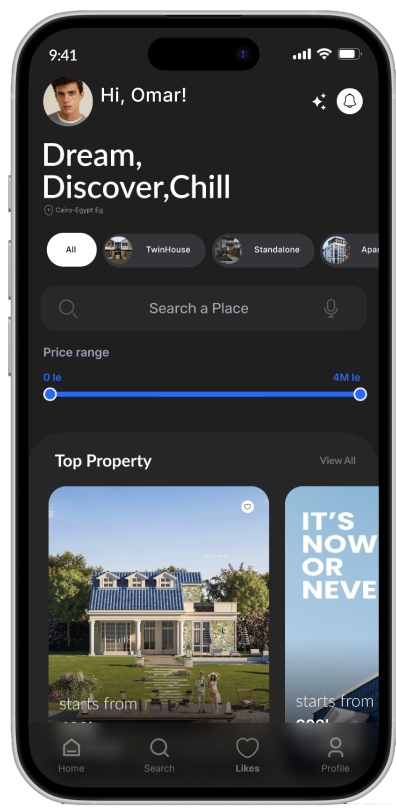 9:41
Hi, Omar!
Dream,
Discover,Chill
Cairo-Egypt Eg
All
TwinHouse
Standalone
Apar
Search a Place
Price range
0 le
4M le
Top Property
View All
IT'S
NOW
OR
NEVE
starts from
starts from
Home
Search
Likes
Profile